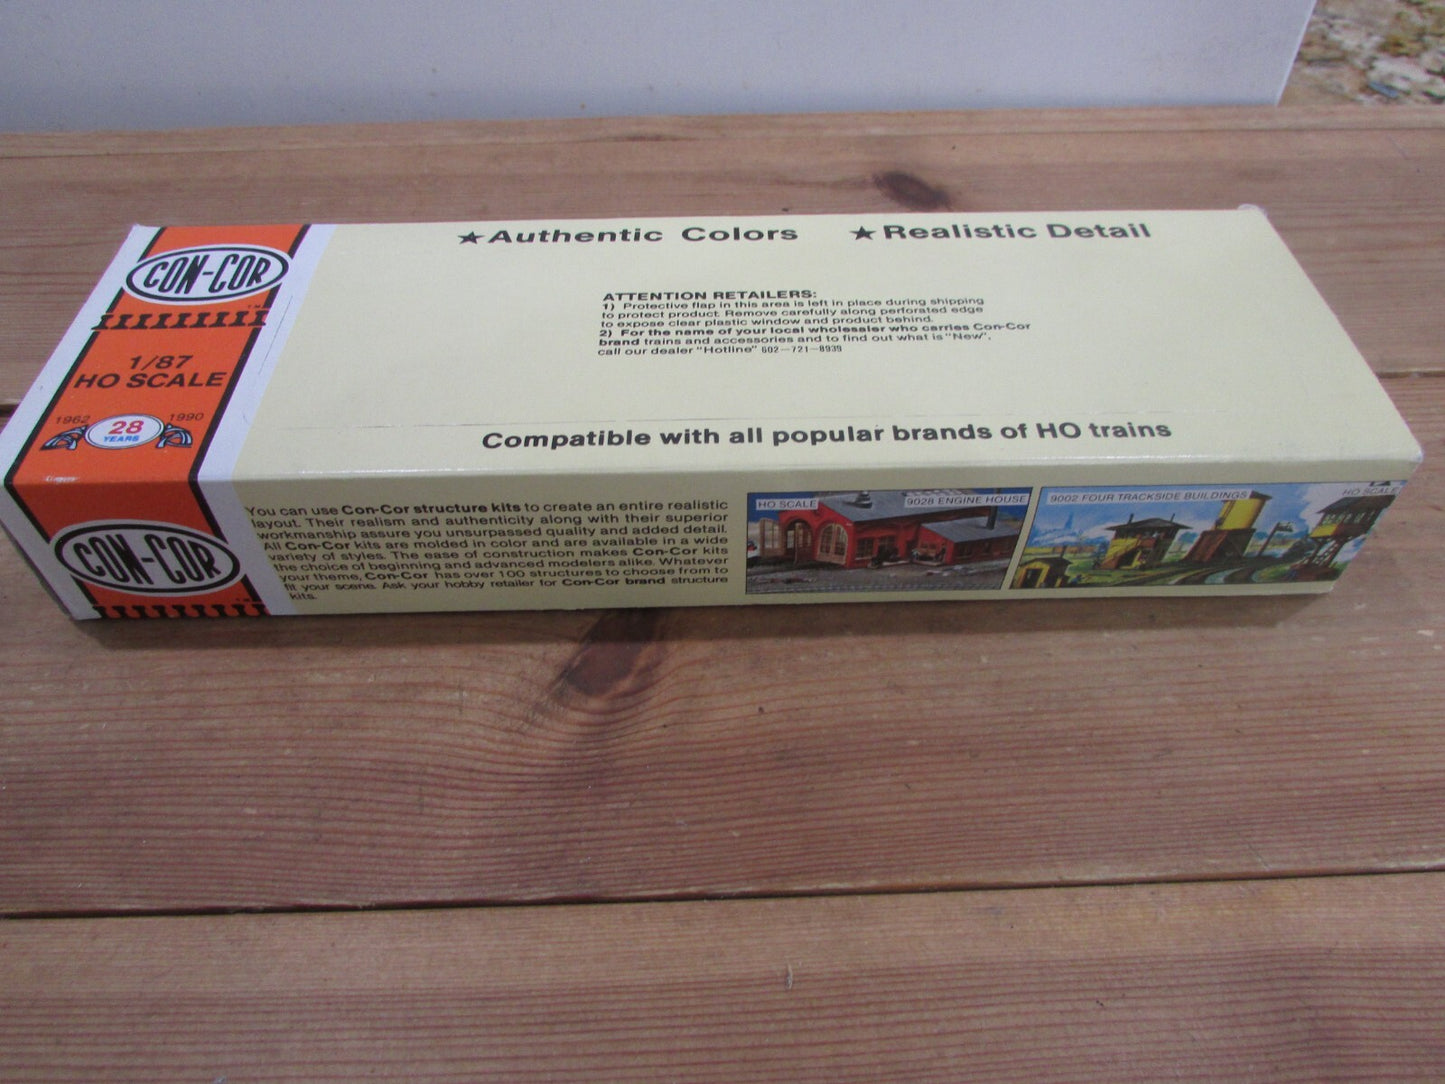 CON-COR
1/87
HO SCALE
1962 28 1990
YEARS
★Authentic Colors ★Realistic Detail
ATTENTION RETAILERS:
1) Protective flap in this area is left in place during shipping
to protect product. Remove carefully along perforated edge
to expose clear plastic window and product behind.
2) For the name of your local wholesaler who carries Con-Cor
brand trains and accessories and to find out what is "New",
call our dealer "Hotline" 602-721-8939
Compatible with all popular brands of HO trains
CON-COR
You can use Con-Cor structure kits to create an entire realistic
layout. Their realism and authenticity along with their superior
workmanship assure you unsurpassed quality and added detail.
All Con-Cor kits are molded in color and are available in a wide
variety of styles. The ease of construction makes Con-Cor kits
the choice of beginning and advanced modelers alike. Whatever
your theme, Con-Cor has over 100 structures to choose from to
fit your scene. Ask your hobby retailer for Con-Cor brand structure
kits.
HO SCALE 9028 ENGINE HOUSE
9002 FOUR TRACKSIDE BUILDINGS
HO SCALE